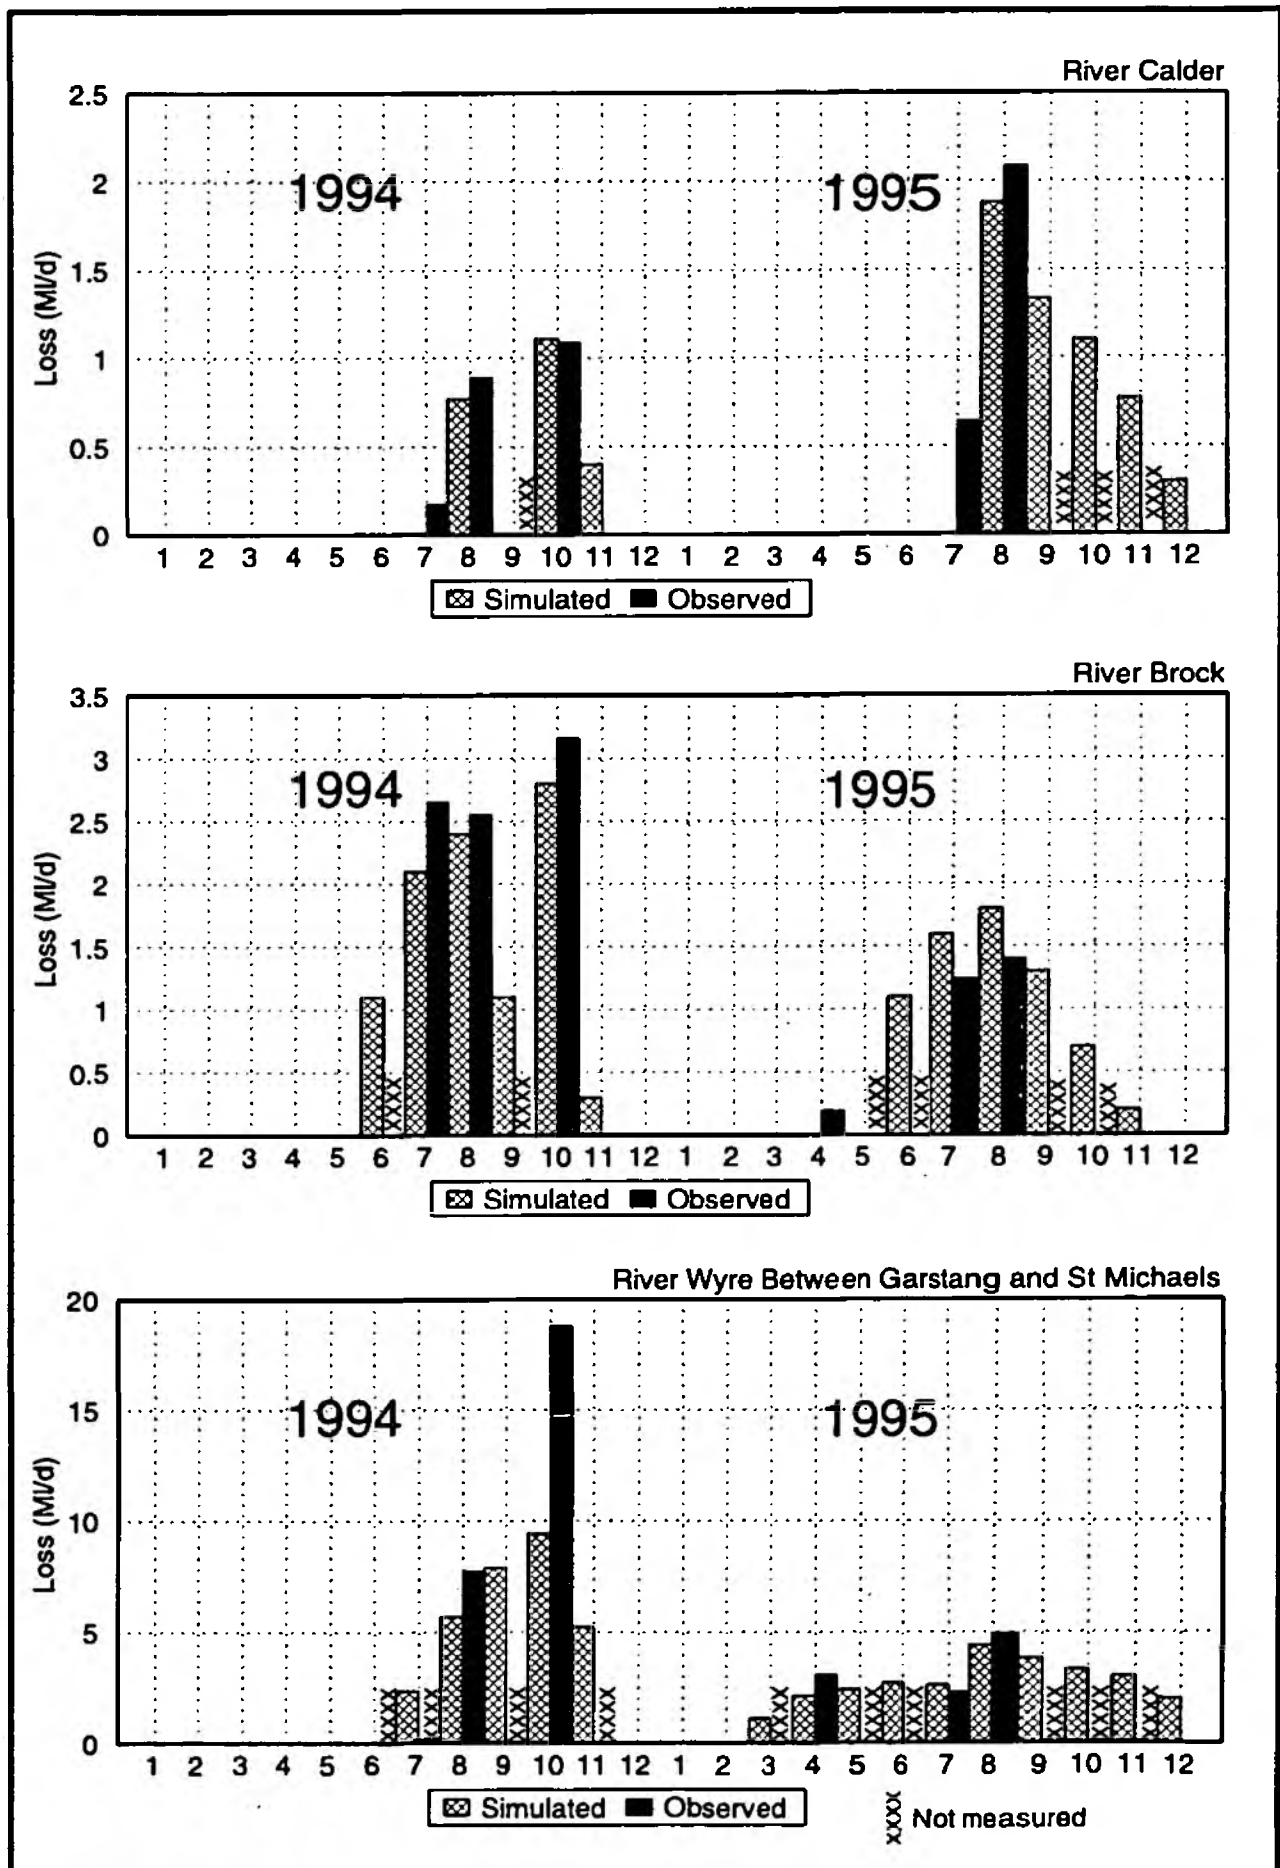 River Calder
2.5
2
1.5
1
0.5
0
Loss (Ml/d)
1994
1995
1 2 3 4 5 6 7 8 9 10 11 12 1 2 3 4 5 6 7 8 9 10 11 12
Simulated Observed
River Brock
3.5
3
2.5
2
1.5
1
0.5
0
Loss (Ml/d)
1994
1995
1 2 3 4 5 6 7 8 9 10 11 12 1 2 3 4 5 6 7 8 9 10 11 12
Simulated Observed
River Wyre Between Garstang and St Michaels
20
15
10
5
0
Loss (Ml/d)
1994
1995
1 2 3 4 5 6 7 8 9 10 11 12 1 2 3 4 5 6 7 8 9 10 11 12
Simulated Observed
Not measured